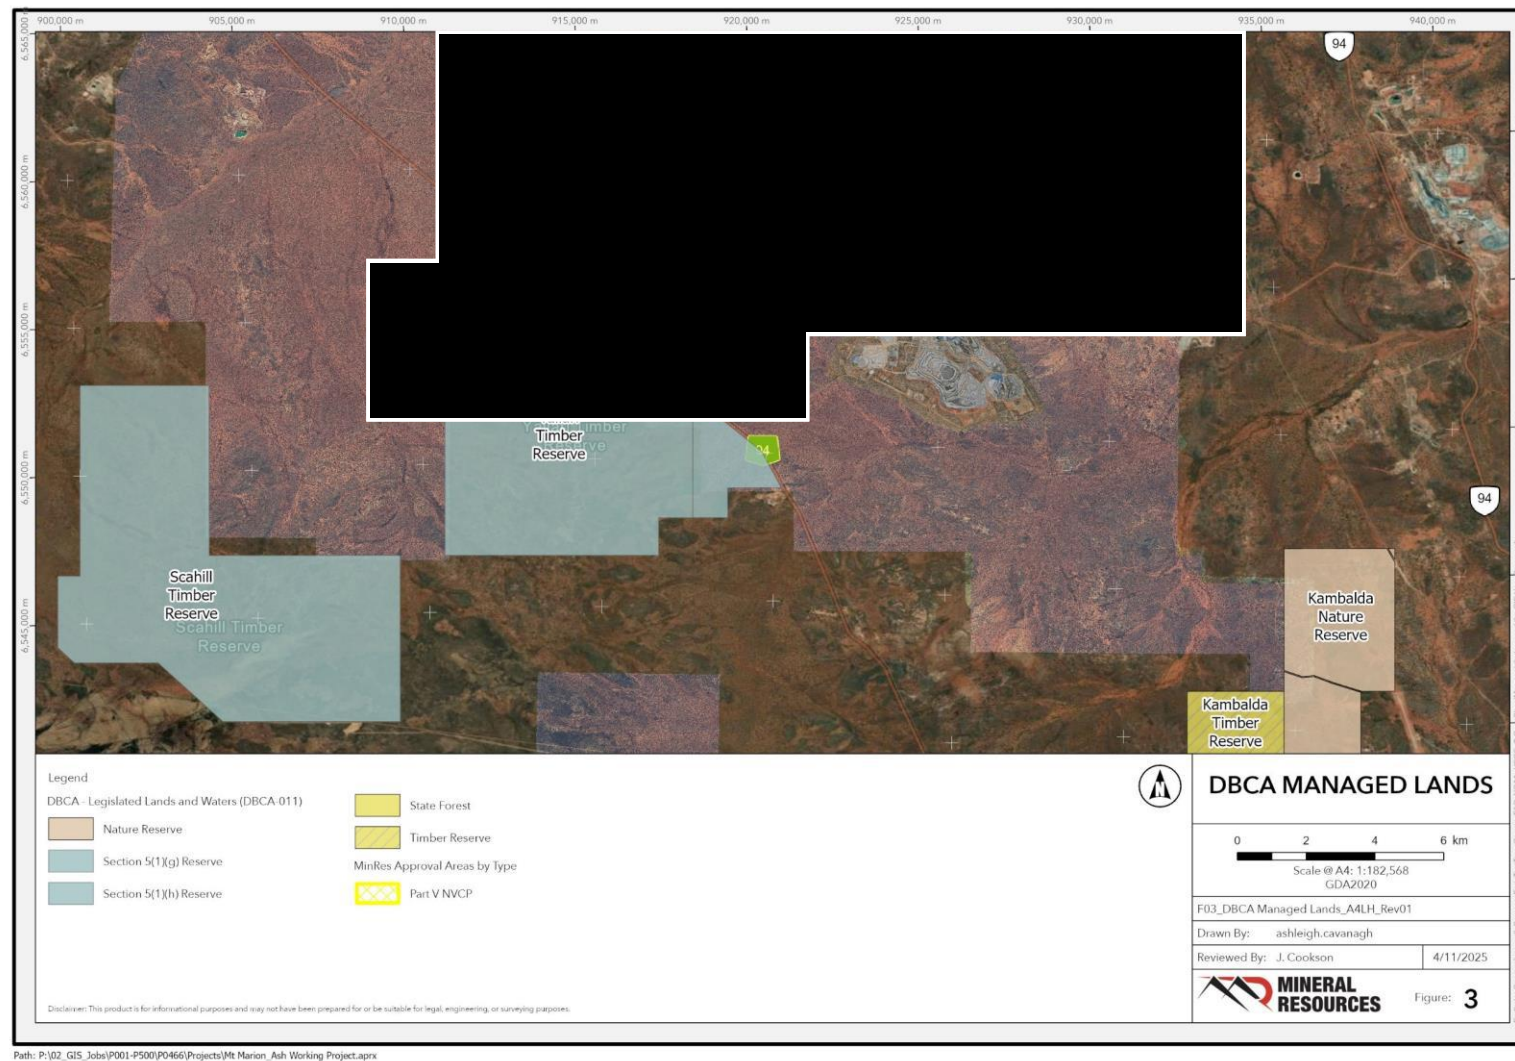 900,000 m
905,000 m
910,000 m
915,000 m
920,000 m
925,000 m
930,000 m
935,000 m
940,000 m
6,565,000 m
6,560,000 m
6,555,000 m
6,550,000 m
6,545,000 m
94
94
94
Timber
Reserve
Timber
Reserve
Scahill
Timber
Reserve
Scahill Timber
Reserve
Kambalda
Nature
Reserve
Kambalda
Timber
Reserve
Legend
DBCA - Legislated Lands and Waters (DBCA-011)
Nature Reserve
Section 5(1)(g) Reserve
Section 5(1)(h) Reserve
State Forest
Timber Reserve
MinRes Approval Areas by Type
Part V NVCP
Disclaimer: This product is for informational purposes and may not have been prepared for or be suitable for legal, engineering, or surveying purposes.
N
DBCA MANAGED LANDS
0 2 4 6 km
Scale @ A4: 1:182,568
GDA2020
F03_DBCA Managed Lands_A4LH_Rev01
Drawn By: ashleigh.cavanagh
Reviewed By: J. Cookson 4/11/2025
MINERAL
RESOURCES
Figure: 3
Path: P:\02_GIS_Jobs\P001-P500\P0466\Projects\Mt Marion_Ash Working Project.aprx